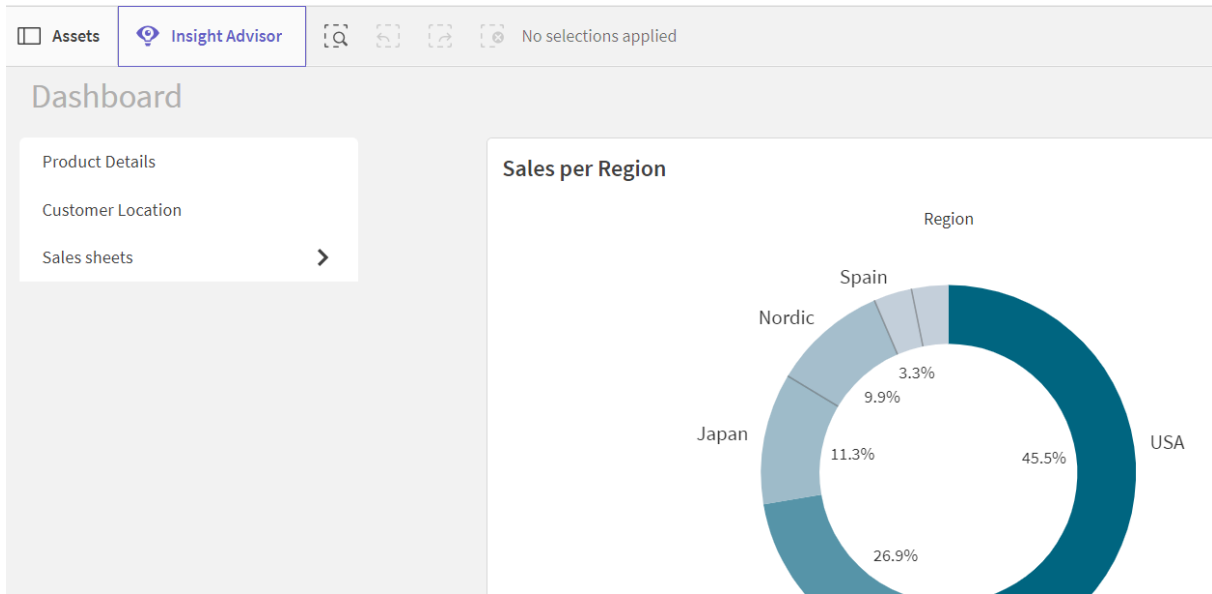 Assets Insight Advisor No selections applied
Dashboard
Product Details
Customer Location
Sales sheets
Sales per Region
Region
Spain
Nordic
3.3%
9.9%
Japan
USA
11.3%
45.5%
26.9%